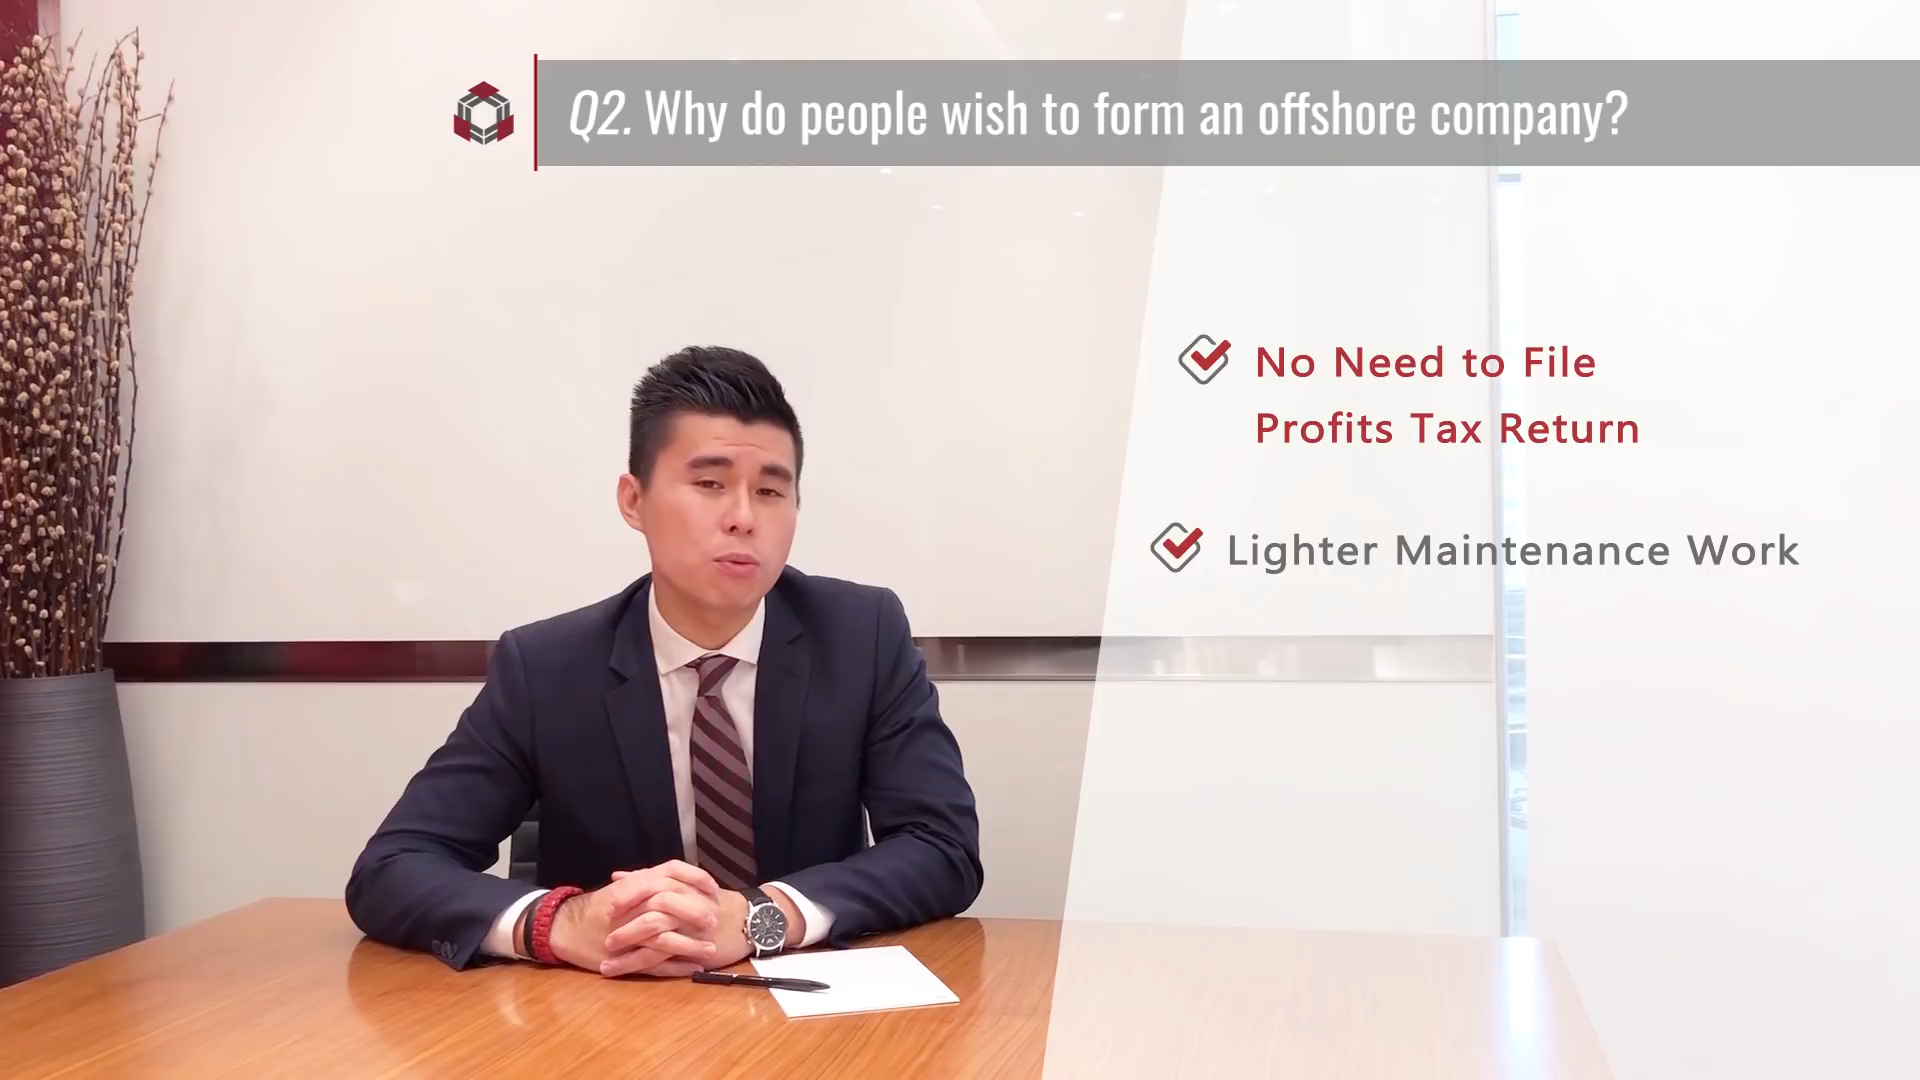 Q2. Why do people wish to form an offshore company?
No Need to File
Profits Tax Return
Lighter Maintenance Work